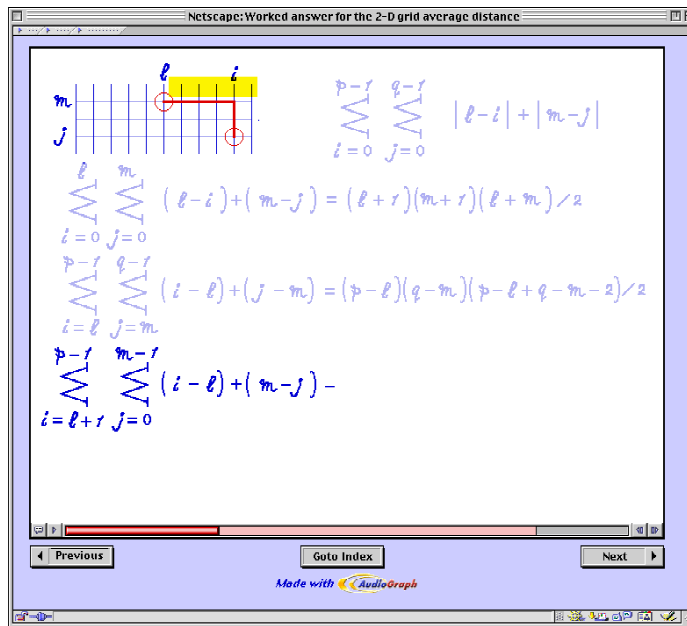 Netscape: Worked answer for the 2-D grid average distance
ℓ i
m
j
p-1 q-1
∑ ∑ |ℓ-i| + |m-j|
i=0 j=0
ℓ m
∑ ∑ (ℓ-i)+(m-j) = (ℓ+1)(m+1)(ℓ+m)/2
i=0 j=0
p-1 q-1
∑ ∑ (i-ℓ)+(j-m) = (p-ℓ)(q-m)(p-ℓ+q-m-2)/2
i=ℓ j=m
p-1 m-1
∑ ∑ (i-ℓ)+(m-j) -
i=ℓ+1 j=0
Previous Goto Index Next
Made with AudioGraph